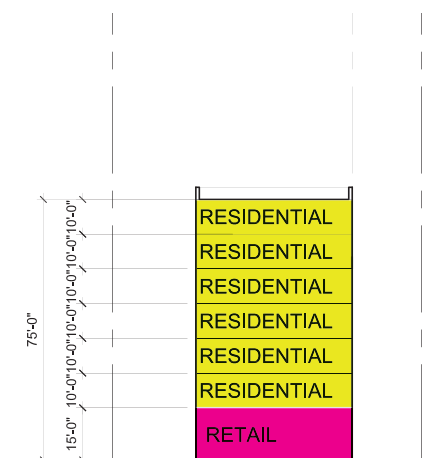 10'-0"
RESIDENTIAL
10'-0"
RESIDENTIAL
10'-0"
RESIDENTIAL
10'-0"
RESIDENTIAL
75'-0"
10'-0"
RESIDENTIAL
10'-0"
RESIDENTIAL
15'-0"
RETAIL